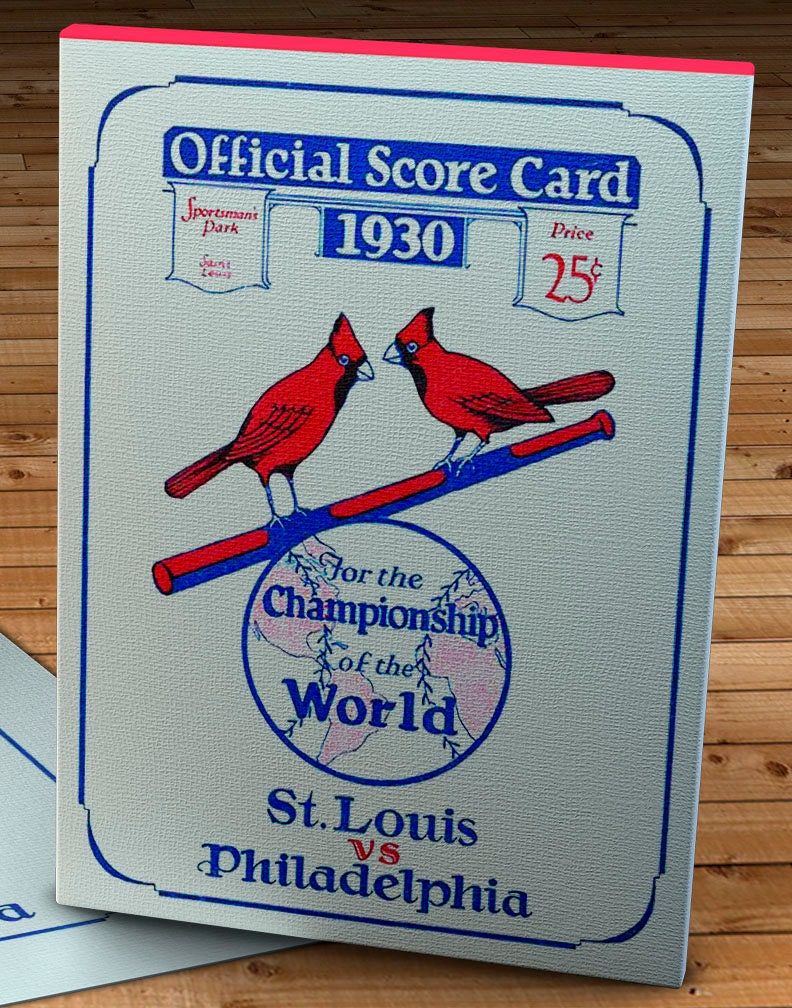 Official Score Card
Sportsman's
Park
Saint
Louis
1930
Price
25¢
for the
Championship
of the
World
St. Louis
vs
Philadelphia
a